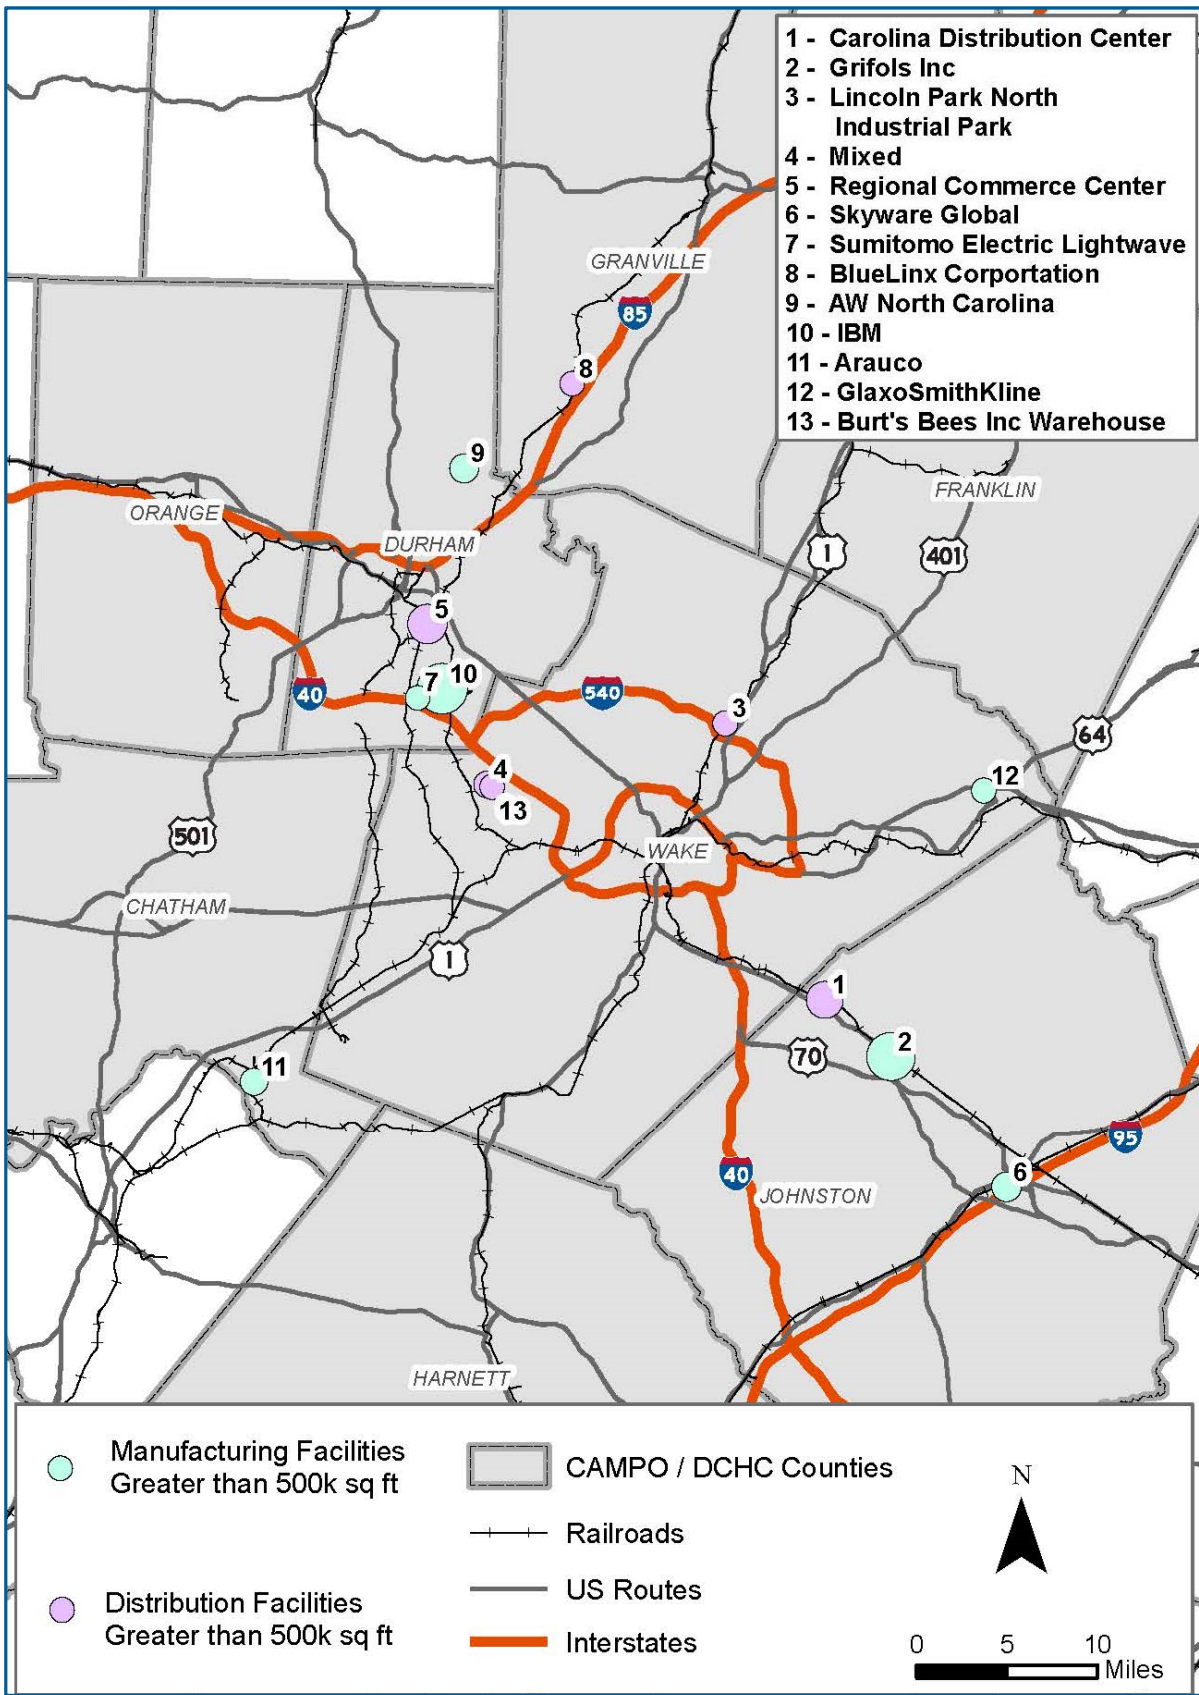 1 - Carolina Distribution Center
2 - Grifols Inc
3 - Lincoln Park North
Industrial Park
4 - Mixed
5 - Regional Commerce Center
6 - Skyware Global
7 - Sumitomo Electric Lightwave
8 - BlueLinx Corportation
9 - AW North Carolina
10 - IBM
11 - Arauco
12 - GlaxoSmithKline
13 - Burt's Bees Inc Warehouse
GRANVILLE
85
8
9
FRANKLIN
ORANGE
DURHAM
1
401
5
7
10
40
540
3
64
4
12
13
501
WAKE
CHATHAM
1
1
2
70
11
95
6
40
JOHNSTON
HARNETT
Manufacturing Facilities
Greater than 500k sq ft
Distribution Facilities
Greater than 500k sq ft
CAMPO / DCHC Counties
Railroads
US Routes
Interstates
N
0 5 10
Miles